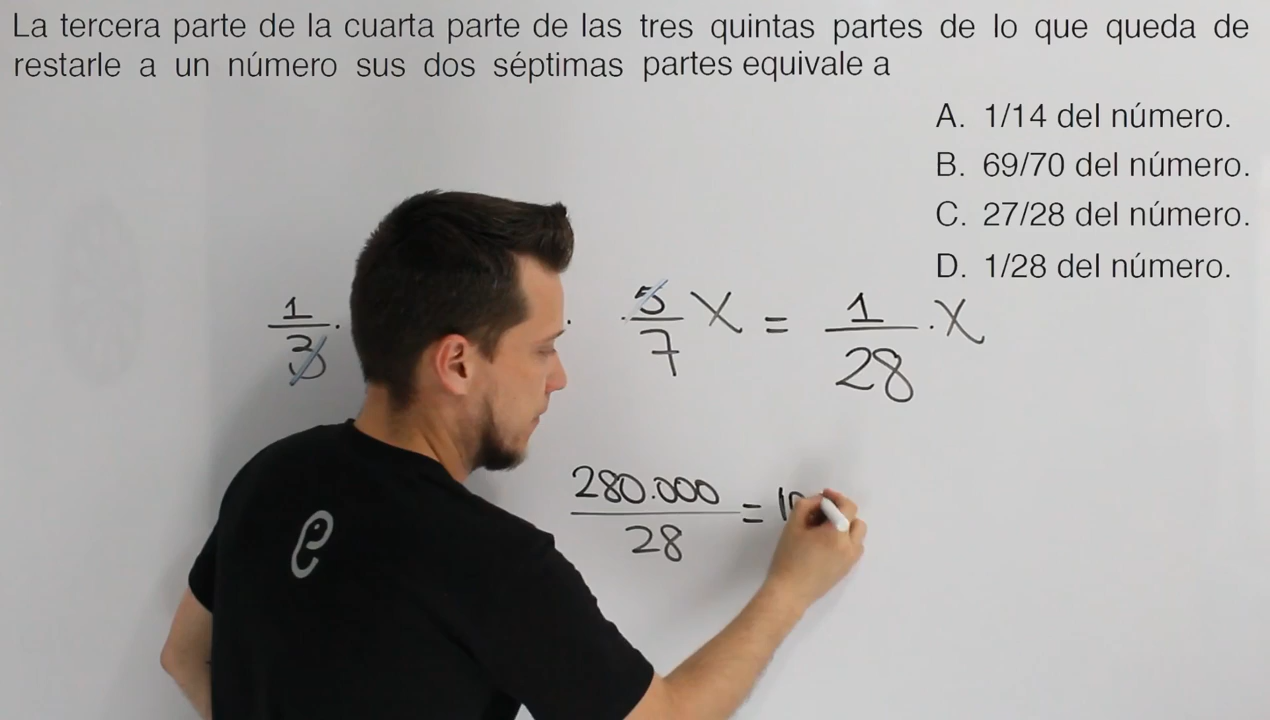 La tercera parte de la cuarta parte de las tres quintas partes de lo que queda de
restarle a un número sus dos séptimas partes equivale a
A. 1/14 del número.
B. 69/70 del número.
C. 27/28 del número.
D. 1/28 del número.
1/3 · · 5/7 X = 1/28 · X
280.000/28 = 10
e